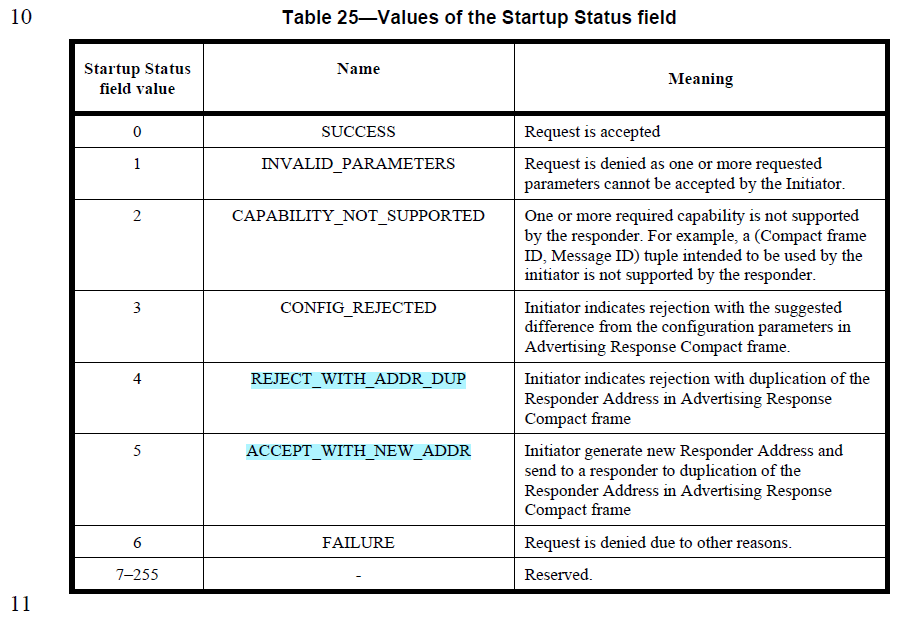 10
Table 25—Values of the Startup Status field
Startup Status
field value
Name
Meaning
0
SUCCESS
Request is accepted
1
INVALID_PARAMETERS
Request is denied as one or more requested
parameters cannot be accepted by the Initiator.
2
CAPABILITY_NOT_SUPPORTED
One or more required capability is not supported
by the responder. For example, a (Compact frame
ID, Message ID) tuple intended to be used by the
initiator is not supported by the responder.
3
CONFIG_REJECTED
Initiator indicates rejection with the suggested
difference from the configuration parameters in
Advertising Response Compact frame.
4
REJECT_WITH_ADDR_DUP
Initiator indicates rejection with duplication of the
Responder Address in Advertising Response
Compact frame
5
ACCEPT_WITH_NEW_ADDR
Initiator generate new Responder Address and
send to a responder to duplication of the
Responder Address in Advertising Response
Compact frame
6
FAILURE
Request is denied due to other reasons.
7–255
-
Reserved.
11